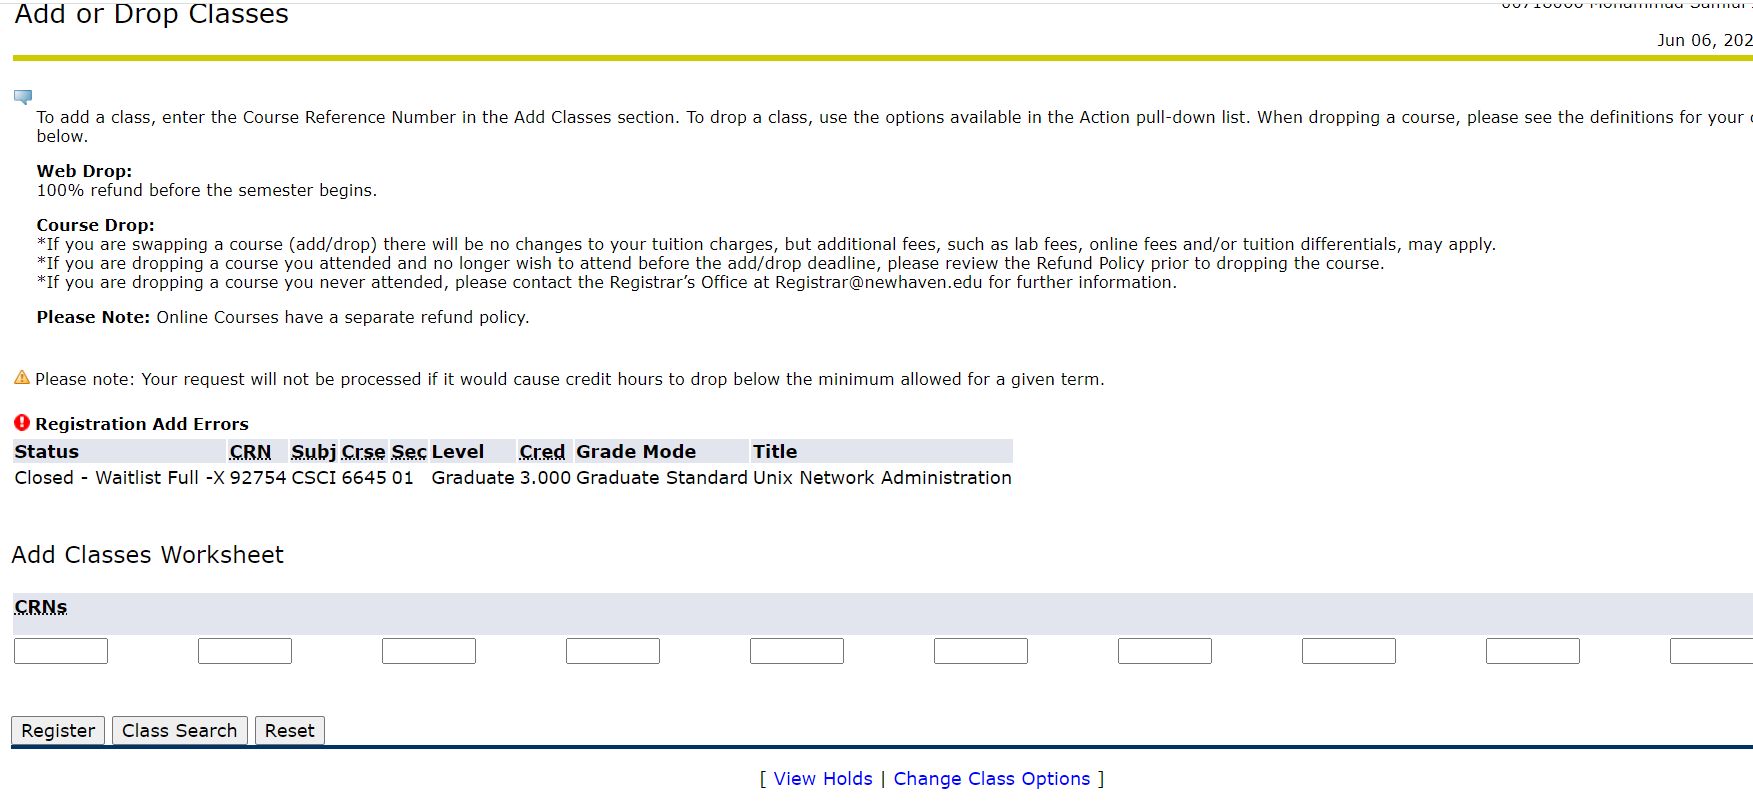 Add or Drop Classes
Jun 06, 202
To add a class, enter the Course Reference Number in the Add Classes section. To drop a class, use the options available in the Action pull-down list. When dropping a course, please see the definitions for your
below.
Web Drop:
100% refund before the semester begins.
Course Drop:
*If you are swapping a course (add/drop) there will be no changes to your tuition charges, but additional fees, such as lab fees, online fees and/or tuition differentials, may apply.
*If you are dropping a course you attended and no longer wish to attend before the add/drop deadline, please review the Refund Policy prior to dropping the course.
*If you are dropping a course you never attended, please contact the Registrar’s Office at Registrar@newhaven.edu for further information.
Please Note: Online Courses have a separate refund policy.
Please note: Your request will not be processed if it would cause credit hours to drop below the minimum allowed for a given term.
Registration Add Errors
Status CRN Subj Crse Sec Level Cred Grade Mode Title
Closed - Waitlist Full -X 92754 CSCI 6645 01 Graduate 3.000 Graduate Standard Unix Network Administration
Add Classes Worksheet
CRNs
Register Class Search Reset
[ View Holds | Change Class Options ]